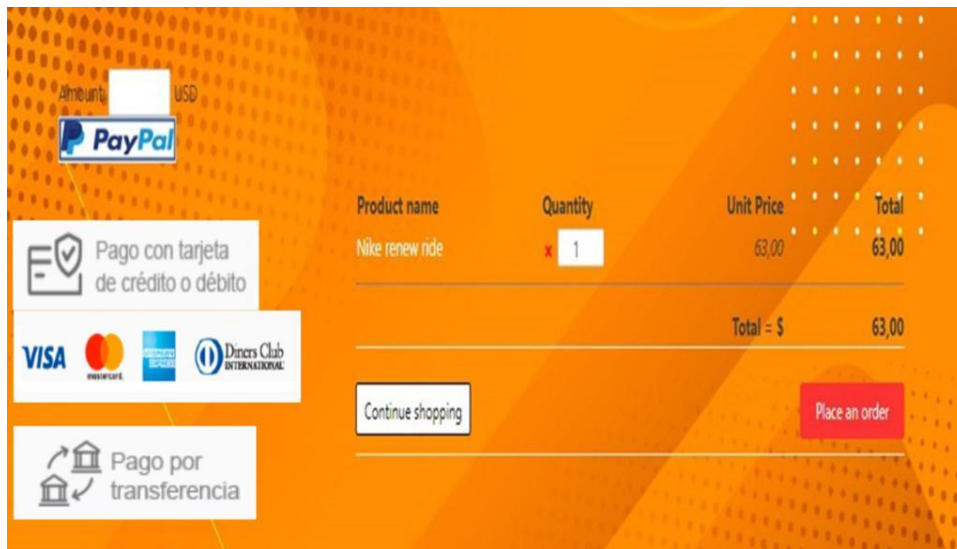 Amount: USD
PayPal
Pago con tarjeta
de crédito o débito
VISA
mastercard.
AMERICAN
EXPRESS
Diners Club
INTERNATIONAL
Pago por
transferencia
Product name Quantity Unit Price Total
Nike renew ride x 1 63,00 63,00
Total = $ 63,00
Continue shopping Place an order